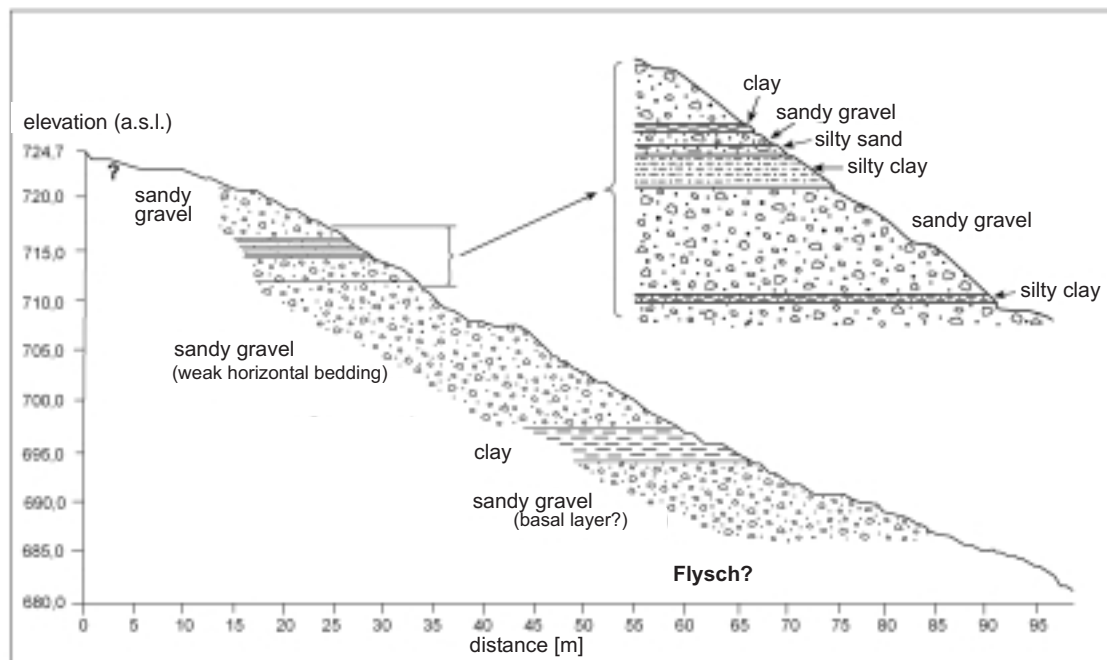 elevation (a.s.l.)
724.7
720.0
715,0
710,0
705,0
700,0
695,0
690,0
685,0
680,0
?
sandy
gravel
sandy gravel
(weak horizontal bedding)
clay
sandy gravel
(basal layer?)
Flysch?
clay
sandy gravel
silty sand
silty clay
sandy gravel
silty clay
0 5 10 15 20 25 30 35 40 45 50 55 60 65 70 75 80 85 90 95
distance [m]